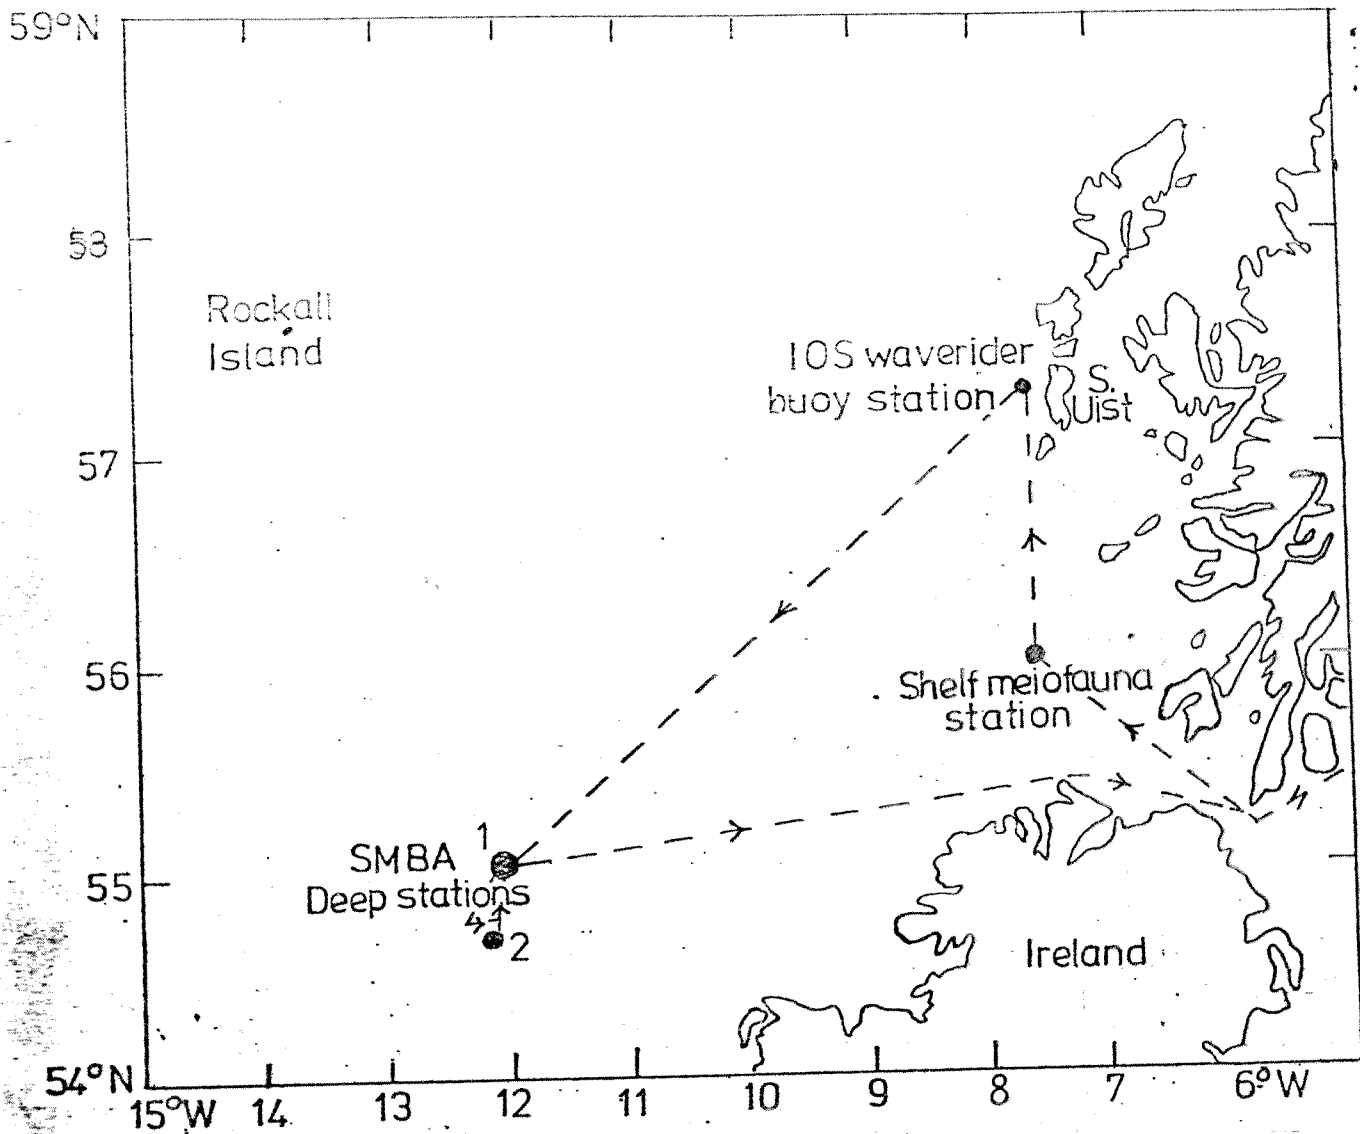 59°N
58
Rockall
Island
IOS waverider
buoy station
S.
Uist
57
56
Shelf meiofauna
station
1
SMBA
Deep stations
2
55
Ireland
54°N
15°W 14 13 12 11 10 9 8 7 6°W